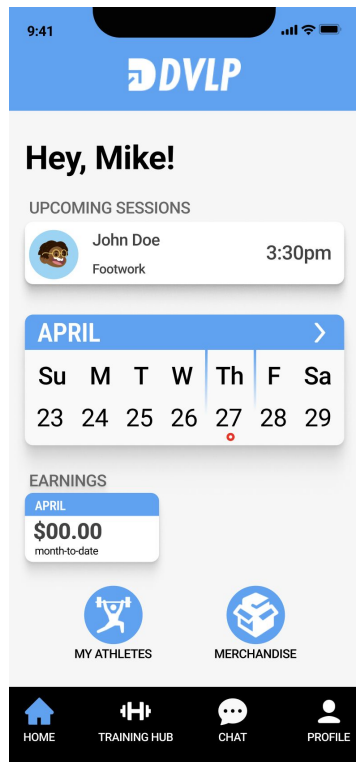 9:41
DVLP
Hey, Mike!
UPCOMING SESSIONS
John Doe
Footwork
3:30pm
APRIL
Su M T W Th F Sa
23 24 25 26 27 28 29
EARNINGS
APRIL
$00.00
month-to-date
MY ATHLETES MERCHANDISE
HOME TRAINING HUB CHAT PROFILE